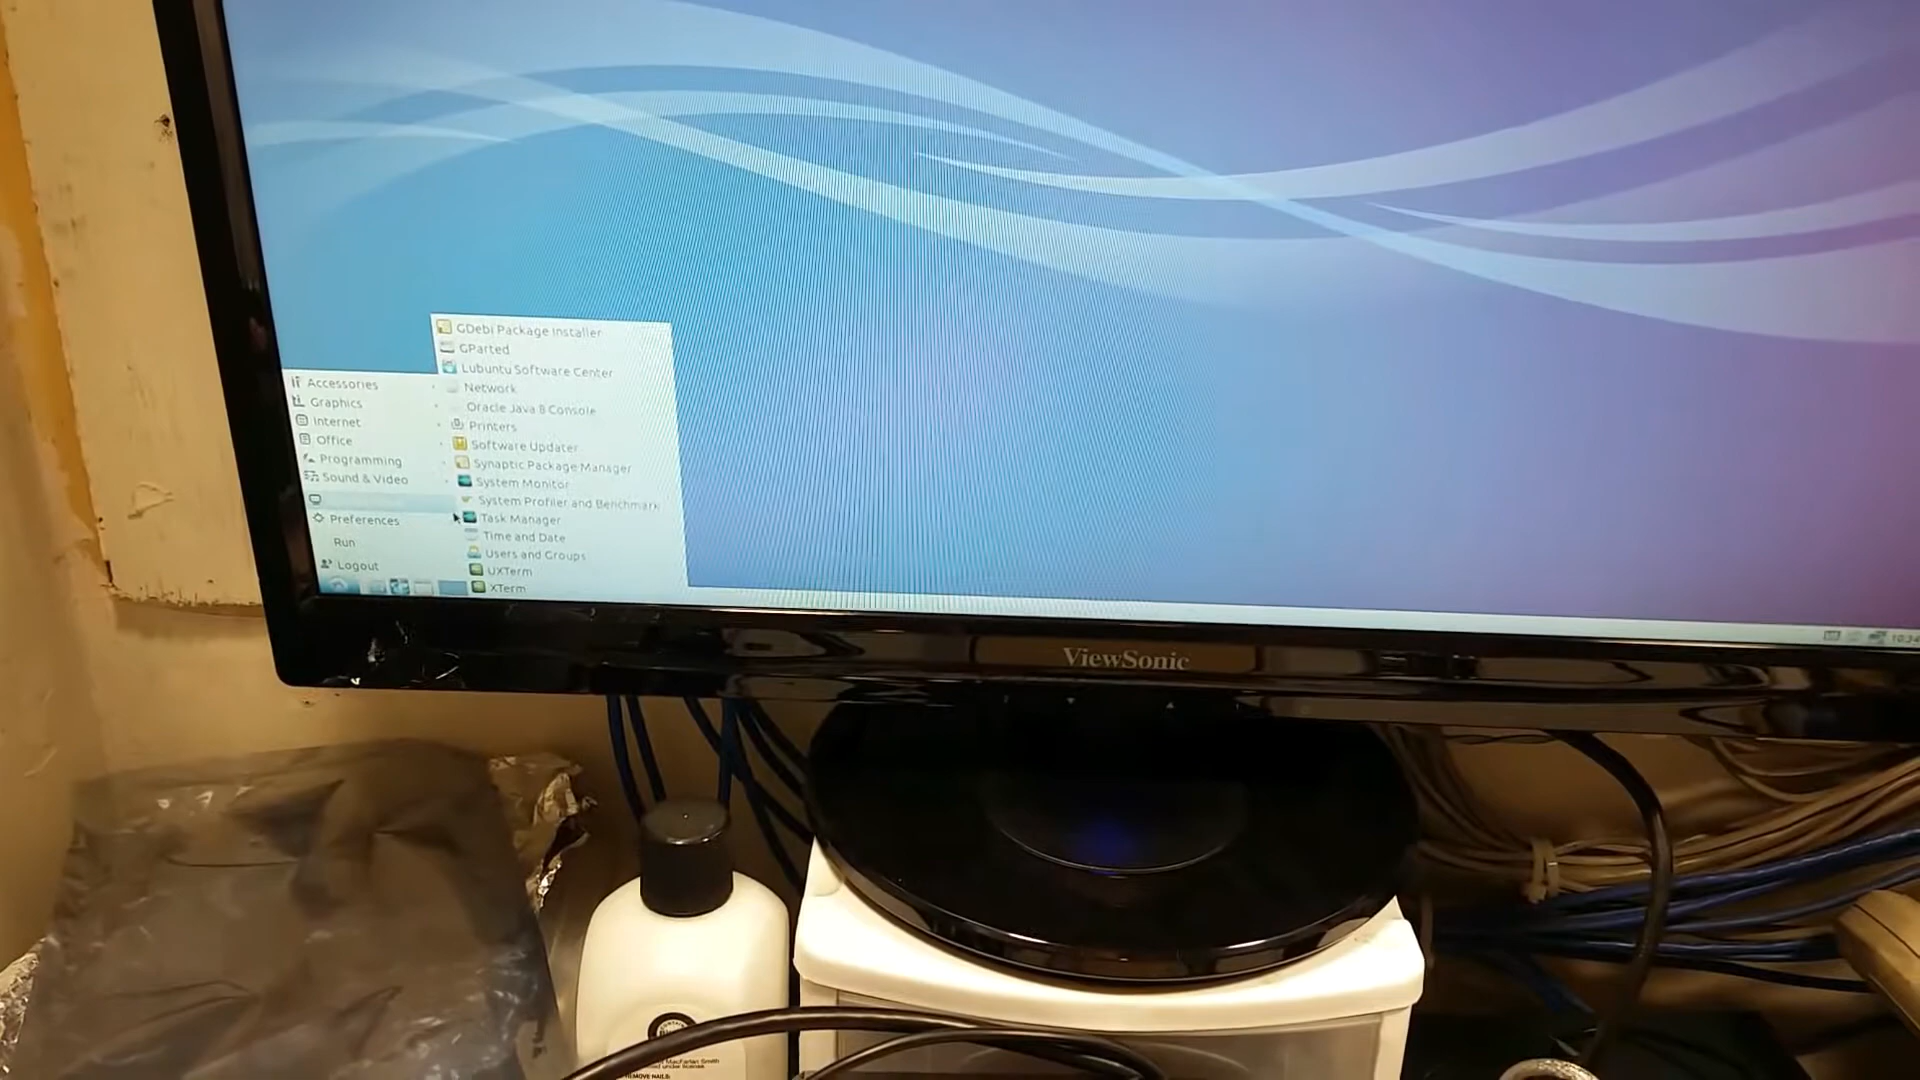 GDebi Package Installer
GParted
Lubuntu Software Center
Network
Oracle Java 8 Console
Printers
Software Updater
Synaptic Package Manager
System Monitor
System Profiler and Benchmark
Task Manager
Time and Date
Users and Groups
UXTerm
XTerm
Accessories
Graphics
Internet
Office
Programming
Sound & Video
Preferences
Run
Logout
ViewSonic
MacFarlan Smith